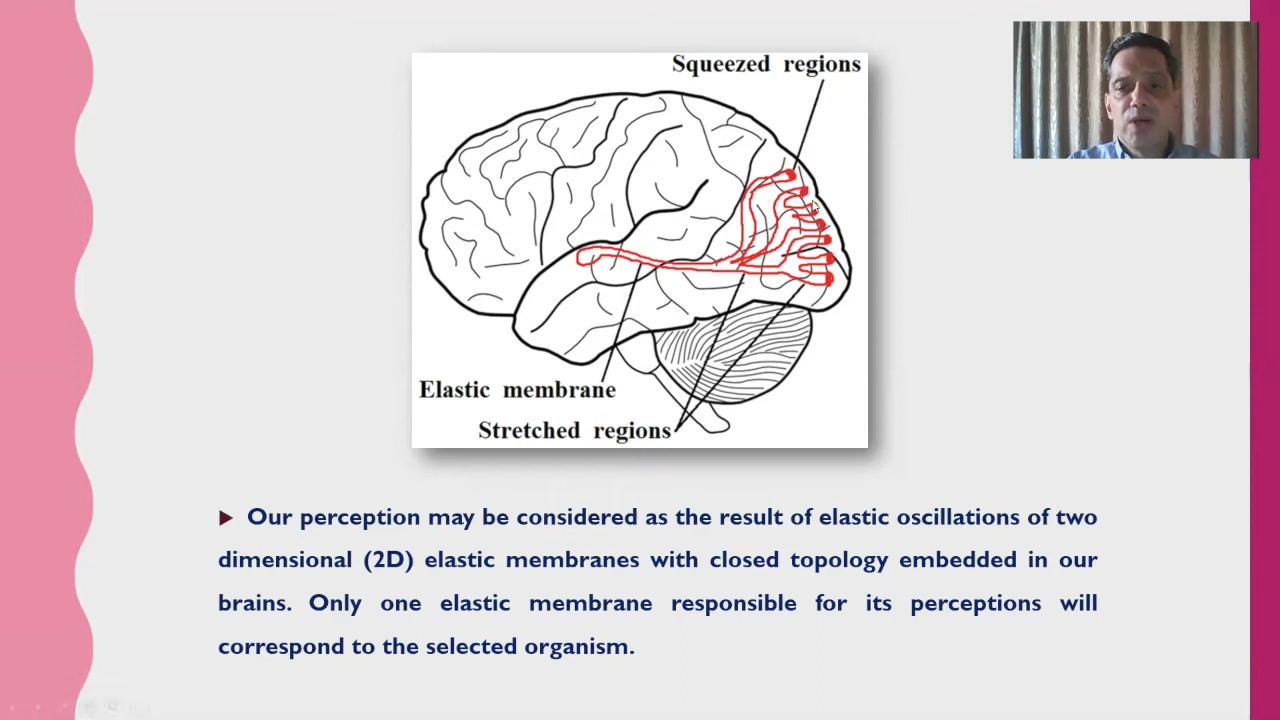 Squeezed regions
Elastic membrane
Stretched regions
Our perception may be considered as the result of elastic oscillations of two
dimensional (2D) elastic membranes with closed topology embedded in our
brains. Only one elastic membrane responsible for its perceptions will
correspond to the selected organism.